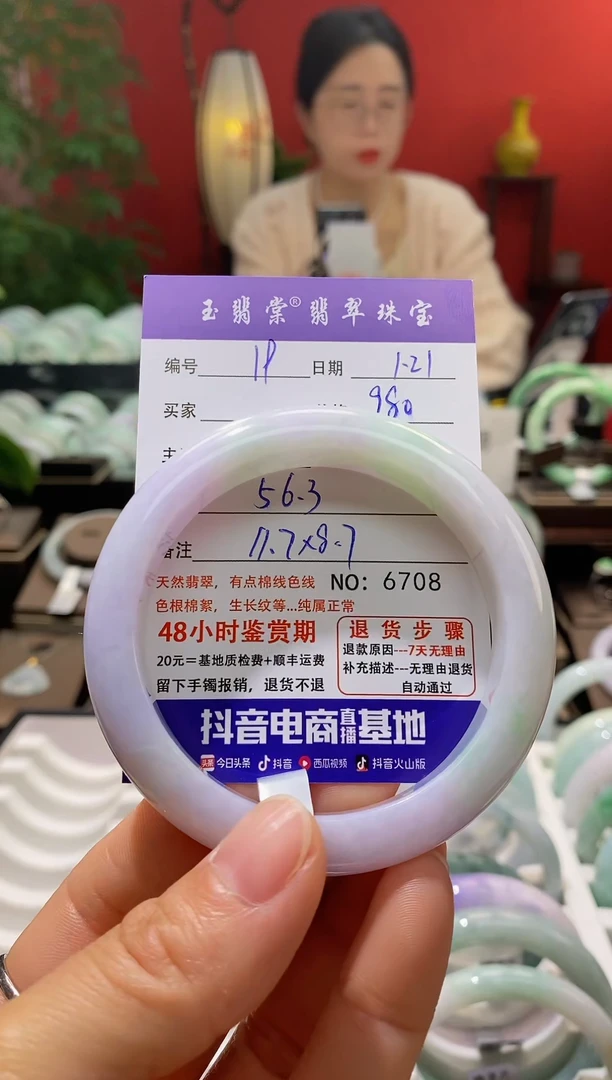 玉翡棠®翡翠珠宝
编号 18 日期 1-21
买家 980
主
56.3
备注 11.7×8.7
天然翡翠，有点棉线色线 NO: 6708
色根棉絮，生长纹等...纯属正常
48小时鉴赏期
20元=基地质检费+顺丰运费
留下手镯报销，退货不退
退货步骤
退款原因---7天无理由
补充描述---无理由退货
自动通过
抖音电商直播基地
头条 今日头条 抖音 西瓜视频 抖音火山版